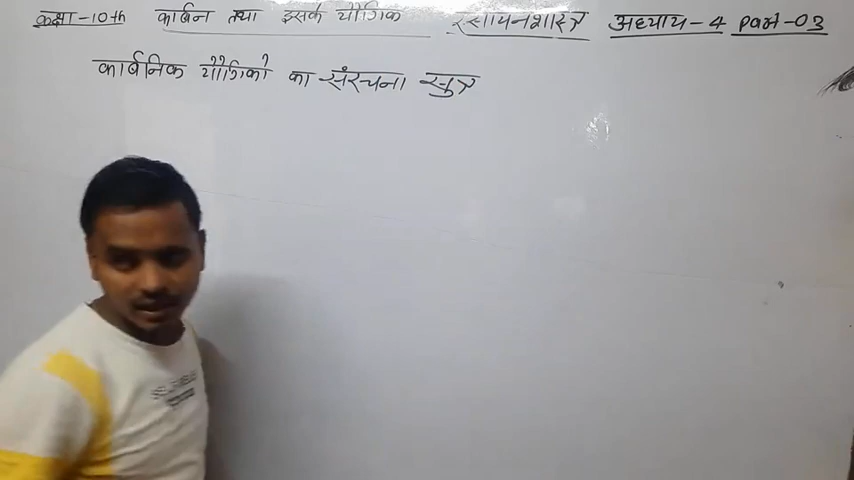 कक्षा-10th कार्बन तथा इसके यौगिक रसायनशास्त्र अध्याय-4 Part-03
कार्बनिक यौगिको का संरचना सुत्र